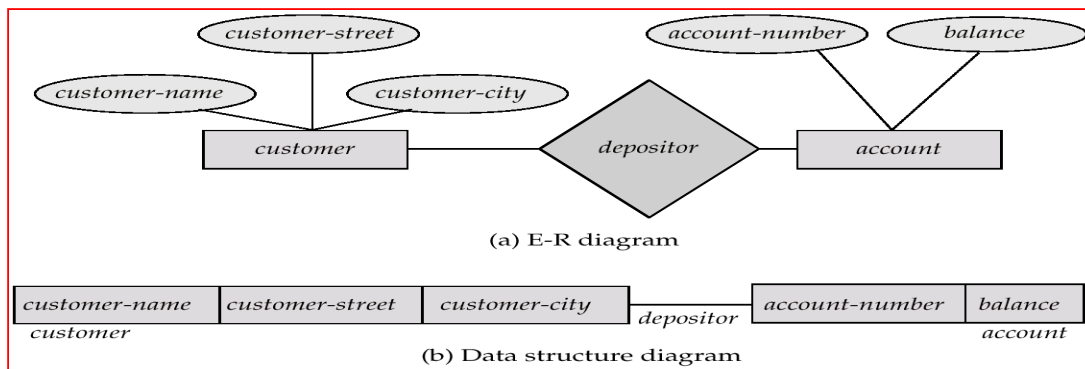 customer-street
account-number balance
customer-name customer-city
customer depositor account
(a) E-R diagram
customer-name customer-street customer-city account-number balance
customer depositor account
(b) Data structure diagram